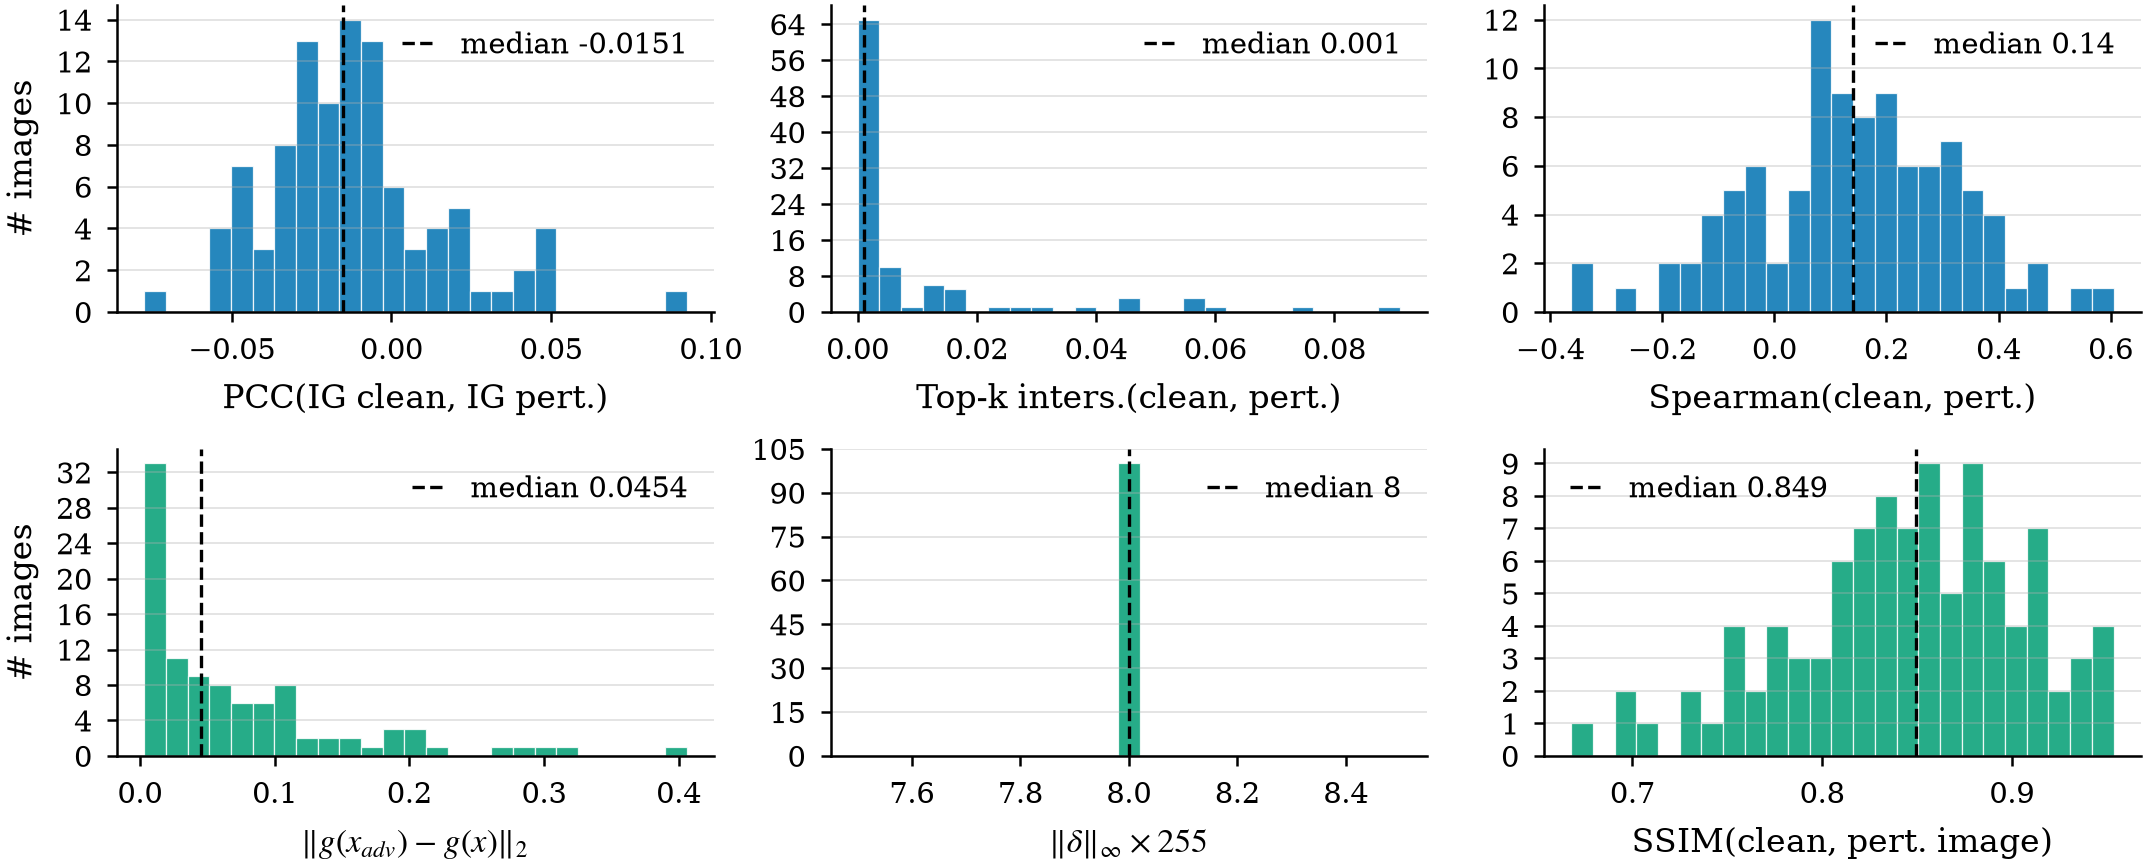 14
12
10
8
6
4
2
0
# images
median -0.0151
−0.05 0.00 0.05 0.10
PCC(IG clean, IG pert.)
64
56
48
40
32
24
16
8
0
median 0.001
0.00 0.02 0.04 0.06 0.08
Top-k inters.(clean, pert.)
12
10
8
6
4
2
0
median 0.14
−0.4 −0.2 0.0 0.2 0.4 0.6
Spearman(clean, pert.)
32
28
24
20
16
12
8
4
0
# images
median 0.0454
0.0 0.1 0.2 0.3 0.4
‖g(x_adv) − g(x)‖₂
105
90
75
60
45
30
15
0
median 8
7.6 7.8 8.0 8.2 8.4
‖δ‖∞ × 255
9
8
7
6
5
4
3
2
1
0
median 0.849
0.7 0.8 0.9
SSIM(clean, pert. image)